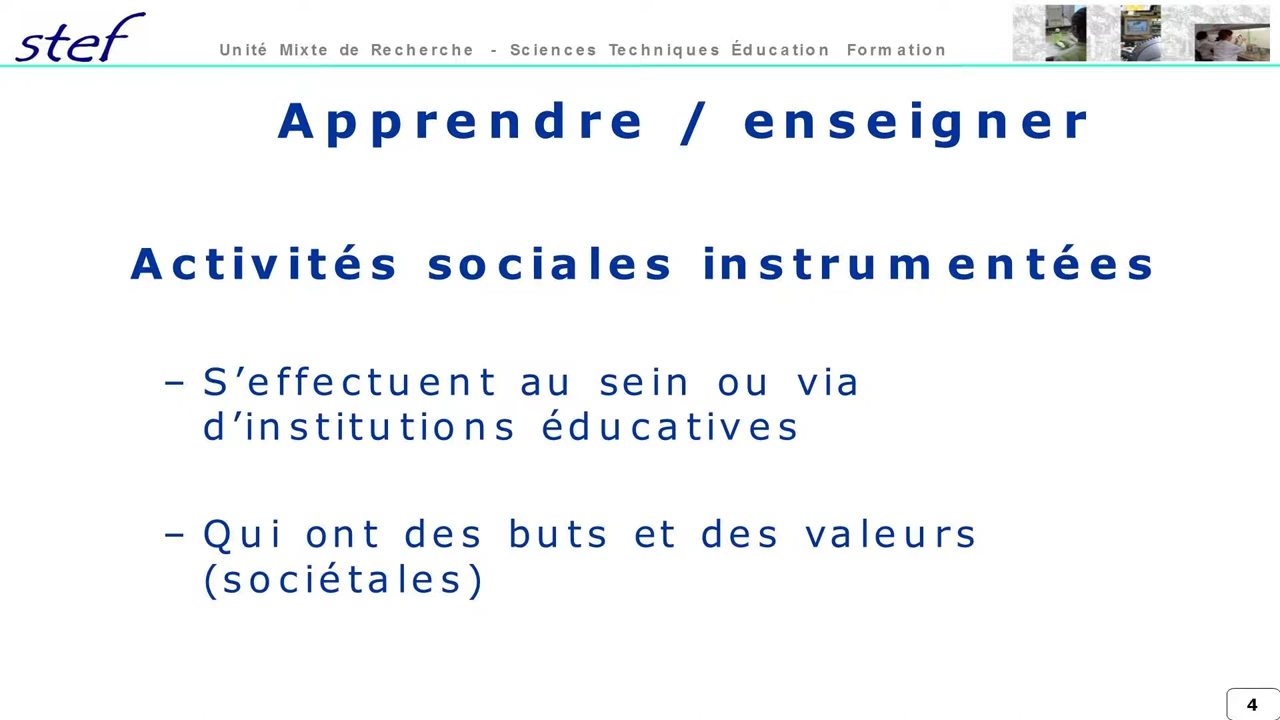 stef
Unité Mixte de Recherche - Sciences Techniques Éducation Formation
Apprendre / enseigner
Activités sociales instrumentées
– S’effectuent au sein ou via
d’institutions éducatives
– Qui ont des buts et des valeurs
(sociétales)
4